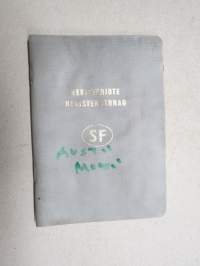 REKISTERIOTE
REGISTERUTDRAG
SF
Austin